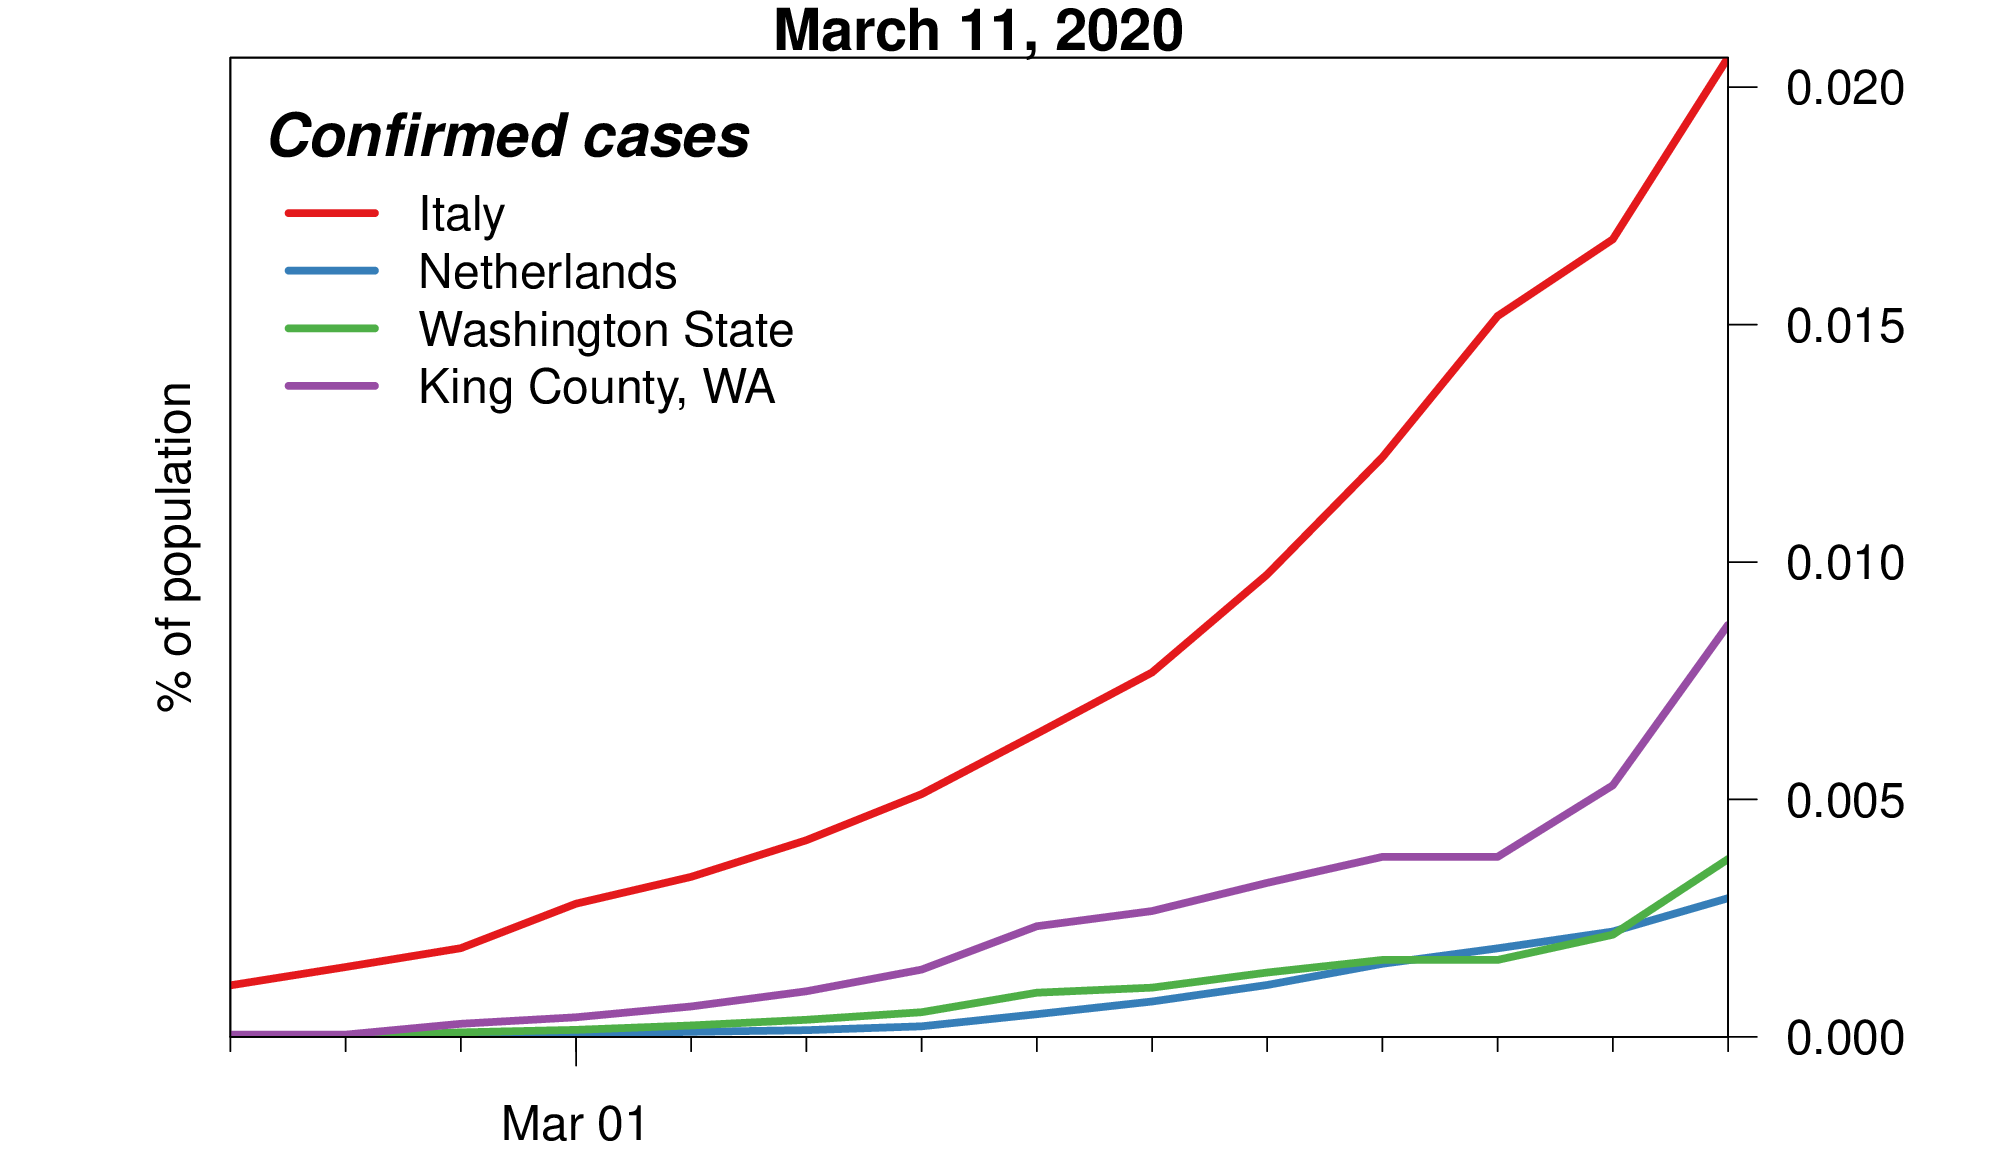 March 11, 2020
Confirmed cases
Italy
Netherlands
Washington State
King County, WA
% of population
0.020
0.015
0.010
0.005
0.000
Mar 01